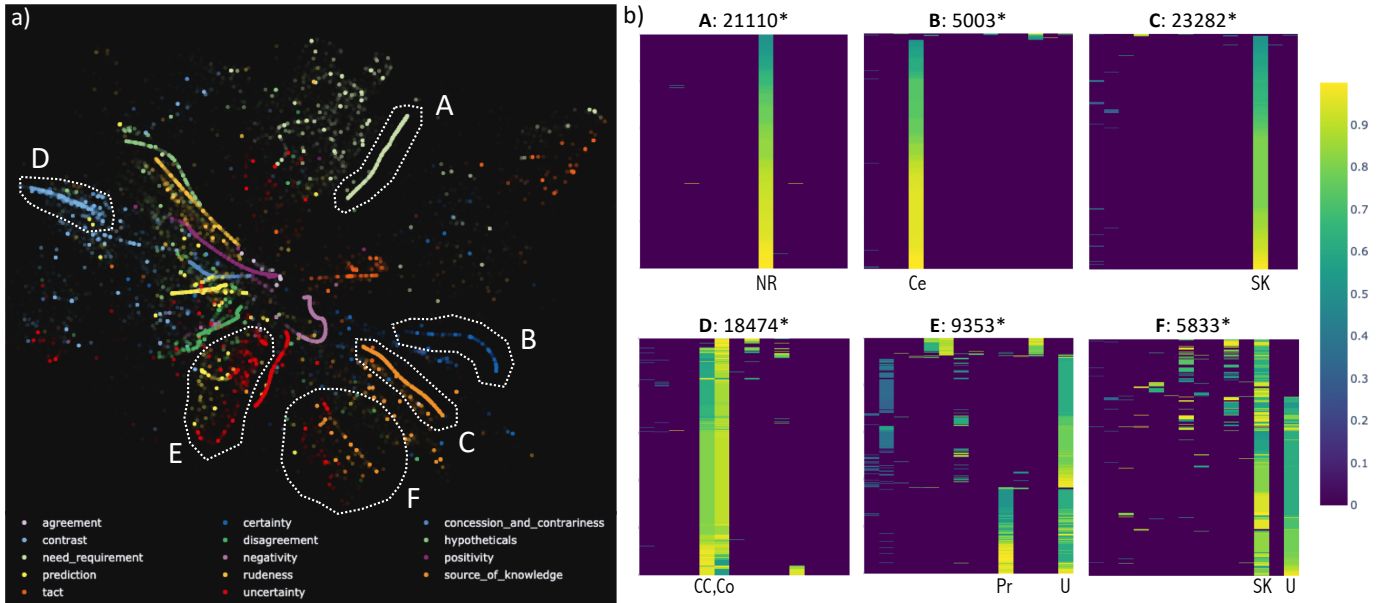 a)
A
D
B
C
E
F
agreement certainty concession_and_contrariness
contrast disagreement hypotheticals
need_requirement negativity positivity
prediction rudeness source_of_knowledge
tact uncertainty
b)
A: 21110* B: 5003* C: 23282*
NR Ce SK
D: 18474* E: 9353* F: 5833*
CC,Co Pr U SK U
0.9
0.8
0.7
0.6
0.5
0.4
0.3
0.2
0.1
0